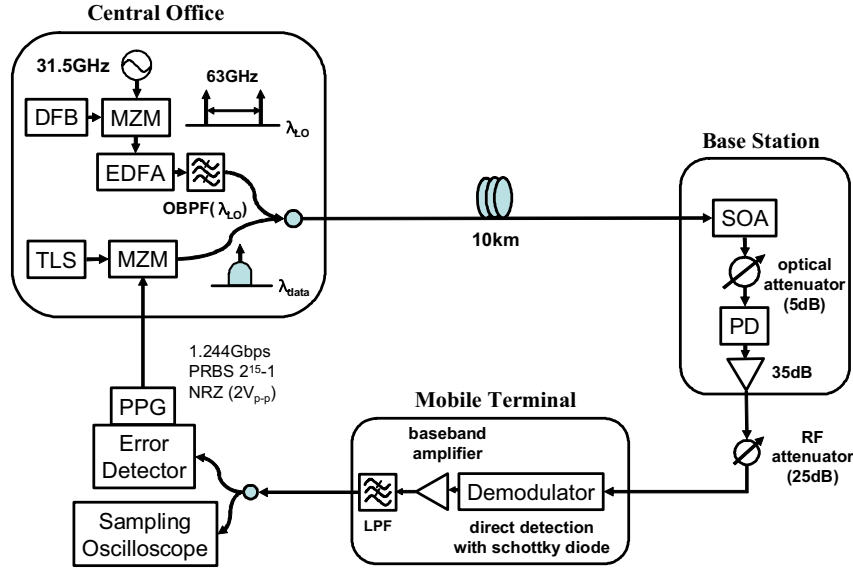 Central Office
31.5GHz
63GHz
DFB
MZM
λLO
EDFA
OBPF(λLO)
TLS
MZM
λdata
10km
Base Station
SOA
optical
attenuator
(5dB)
PD
35dB
RF
attenuator
(25dB)
1.244Gbps
PRBS 2¹⁵-1
NRZ (2Vp-p)
PPG
Error
Detector
Sampling
Oscilloscope
Mobile Terminal
baseband
amplifier
LPF
Demodulator
direct detection
with schottky diode